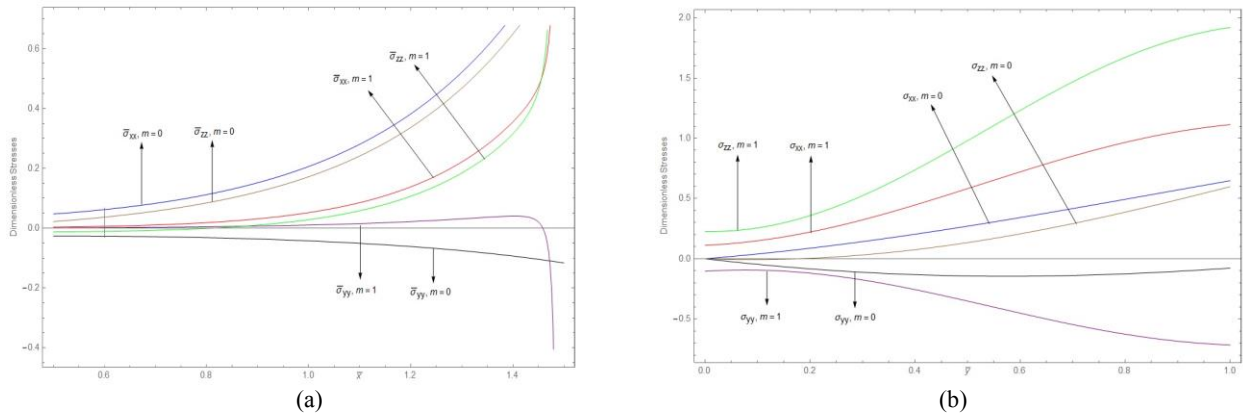 Dimensionless Stresses
0.6
0.4
0.2
0.0
−0.2
−0.4
σ̅xx, m = 0
σ̅zz, m = 0
σ̅xx, m = 1
σ̅zz, m = 1
σ̅yy, m = 1
σ̅yy, m = 0
0.6 0.8 1.0 1.2 1.4
(a)
Dimensionless Stresses
2.0
1.5
1.0
0.5
0.0
−0.5
σzz, m = 1
σxx, m = 1
σxx, m = 0
σzz, m = 0
σyy, m = 1
σyy, m = 0
0.0 0.2 0.4 0.6 0.8 1.0
(b)